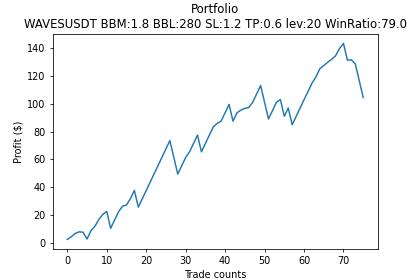 Portfolio
WAVESUSDT BBM:1.8 BBL:280 SL:1.2 TP:0.6 lev:20 WinRatio:79.0
140
120
100
80
60
40
20
0
Profit ($)
0 10 20 30 40 50 60 70
Trade counts